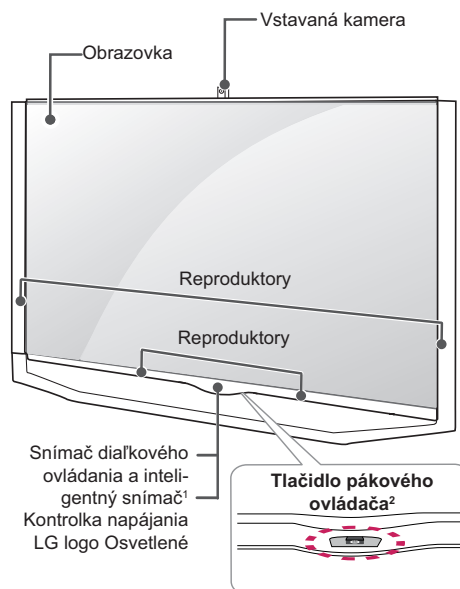 Vstavaná kamera
Obrazovka
Reproduktory
Reproduktory
Snímač diaľkového
ovládania a inteli-
gentný snímač¹
Kontrolka napájania
LG logo Osvetlené
Tlačidlo pákového
ovládača²